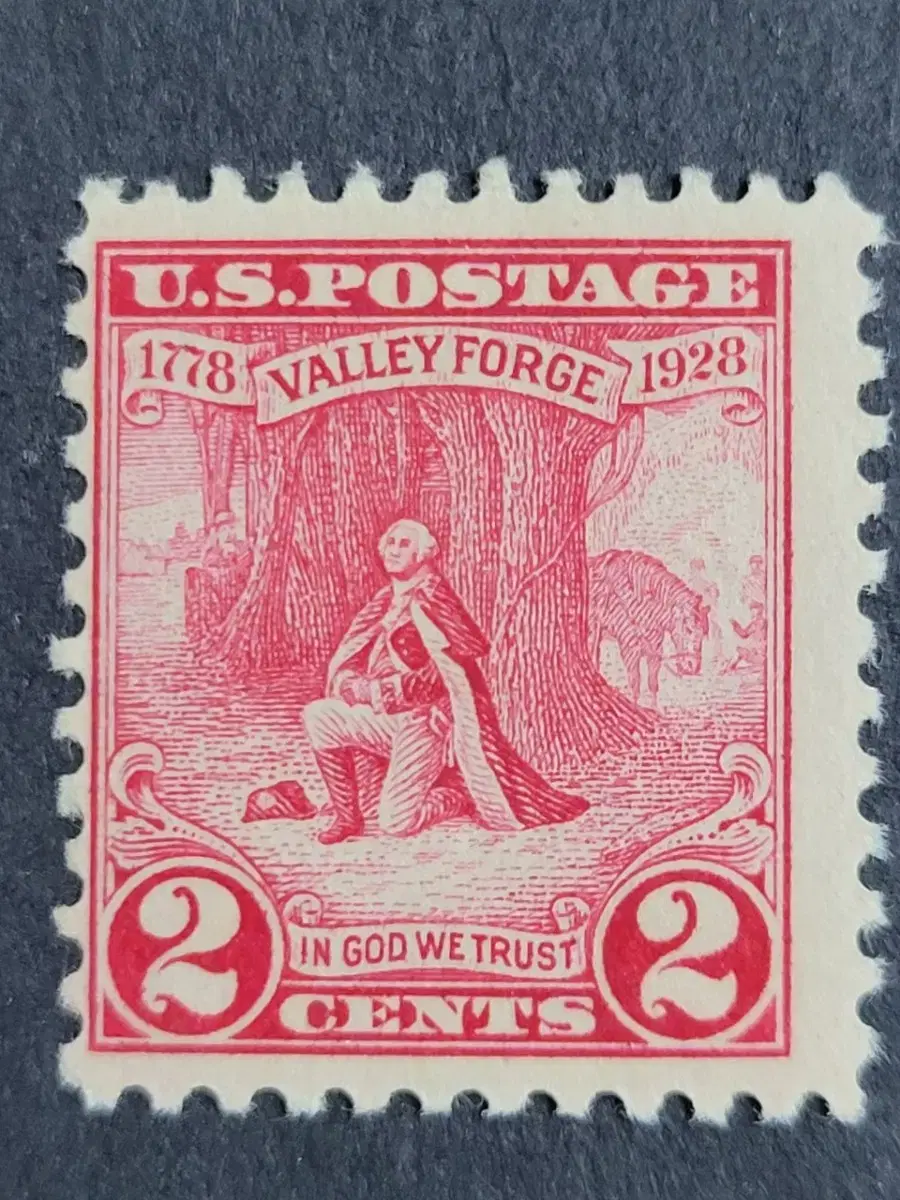 U.S. POSTAGE
1778 VALLEY FORGE 1928
IN GOD WE TRUST
2 CENTS 2